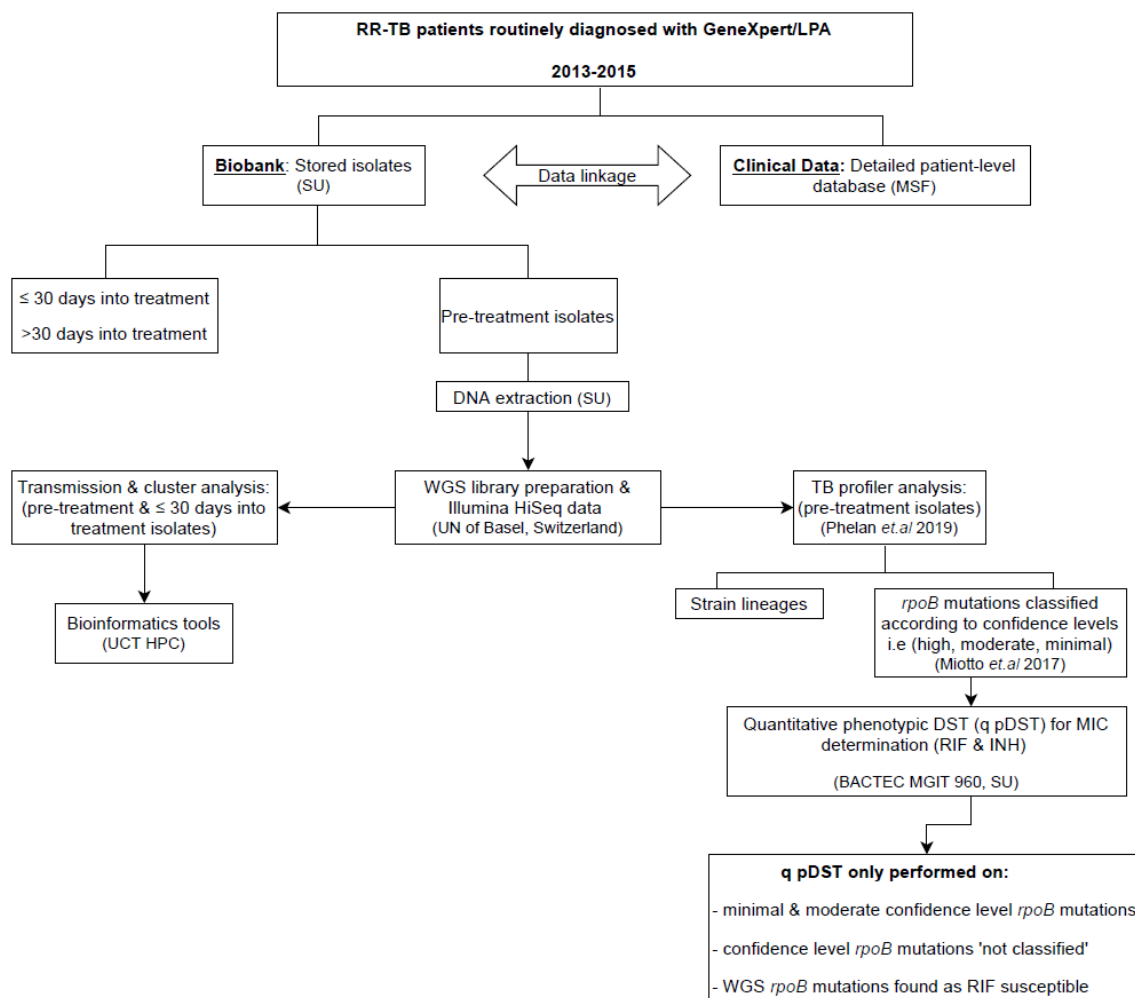 RR-TB patients routinely diagnosed with GeneXpert/LPA
2013-2015
Biobank: Stored isolates
(SU)
Data linkage
Clinical Data: Detailed patient-level
database (MSF)
≤ 30 days into treatment
>30 days into treatment
Pre-treatment isolates
DNA extraction (SU)
Transmission & cluster analysis:
(pre-treatment & ≤ 30 days into
treatment isolates)
WGS library preparation &
Illumina HiSeq data
(UN of Basel, Switzerland)
TB profiler analysis:
(pre-treatment isolates)
(Phelan et.al 2019)
Bioinformatics tools
(UCT HPC)
Strain lineages
rpoB mutations classified
according to confidence levels
i.e (high, moderate, minimal)
(Miotto et.al 2017)
Quantitative phenotypic DST (q pDST) for MIC
determination (RIF & INH)
(BACTEC MGIT 960, SU)
q pDST only performed on:
- minimal & moderate confidence level rpoB mutations
- confidence level rpoB mutations 'not classified'
- WGS rpoB mutations found as RIF susceptible